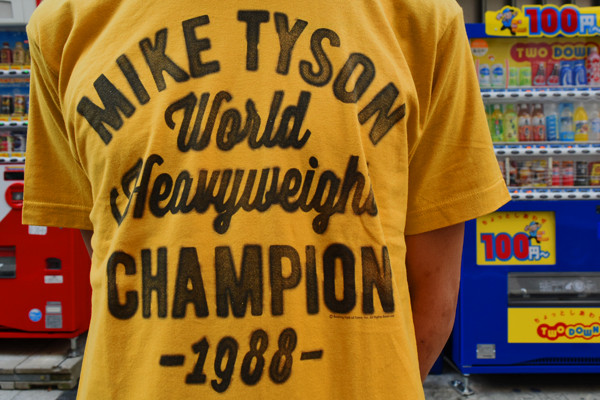 MIKE TYSON
World
Heavyweight
CHAMPION
-1988-
100円~
TWO DOWN
100円~
TWO DOWN